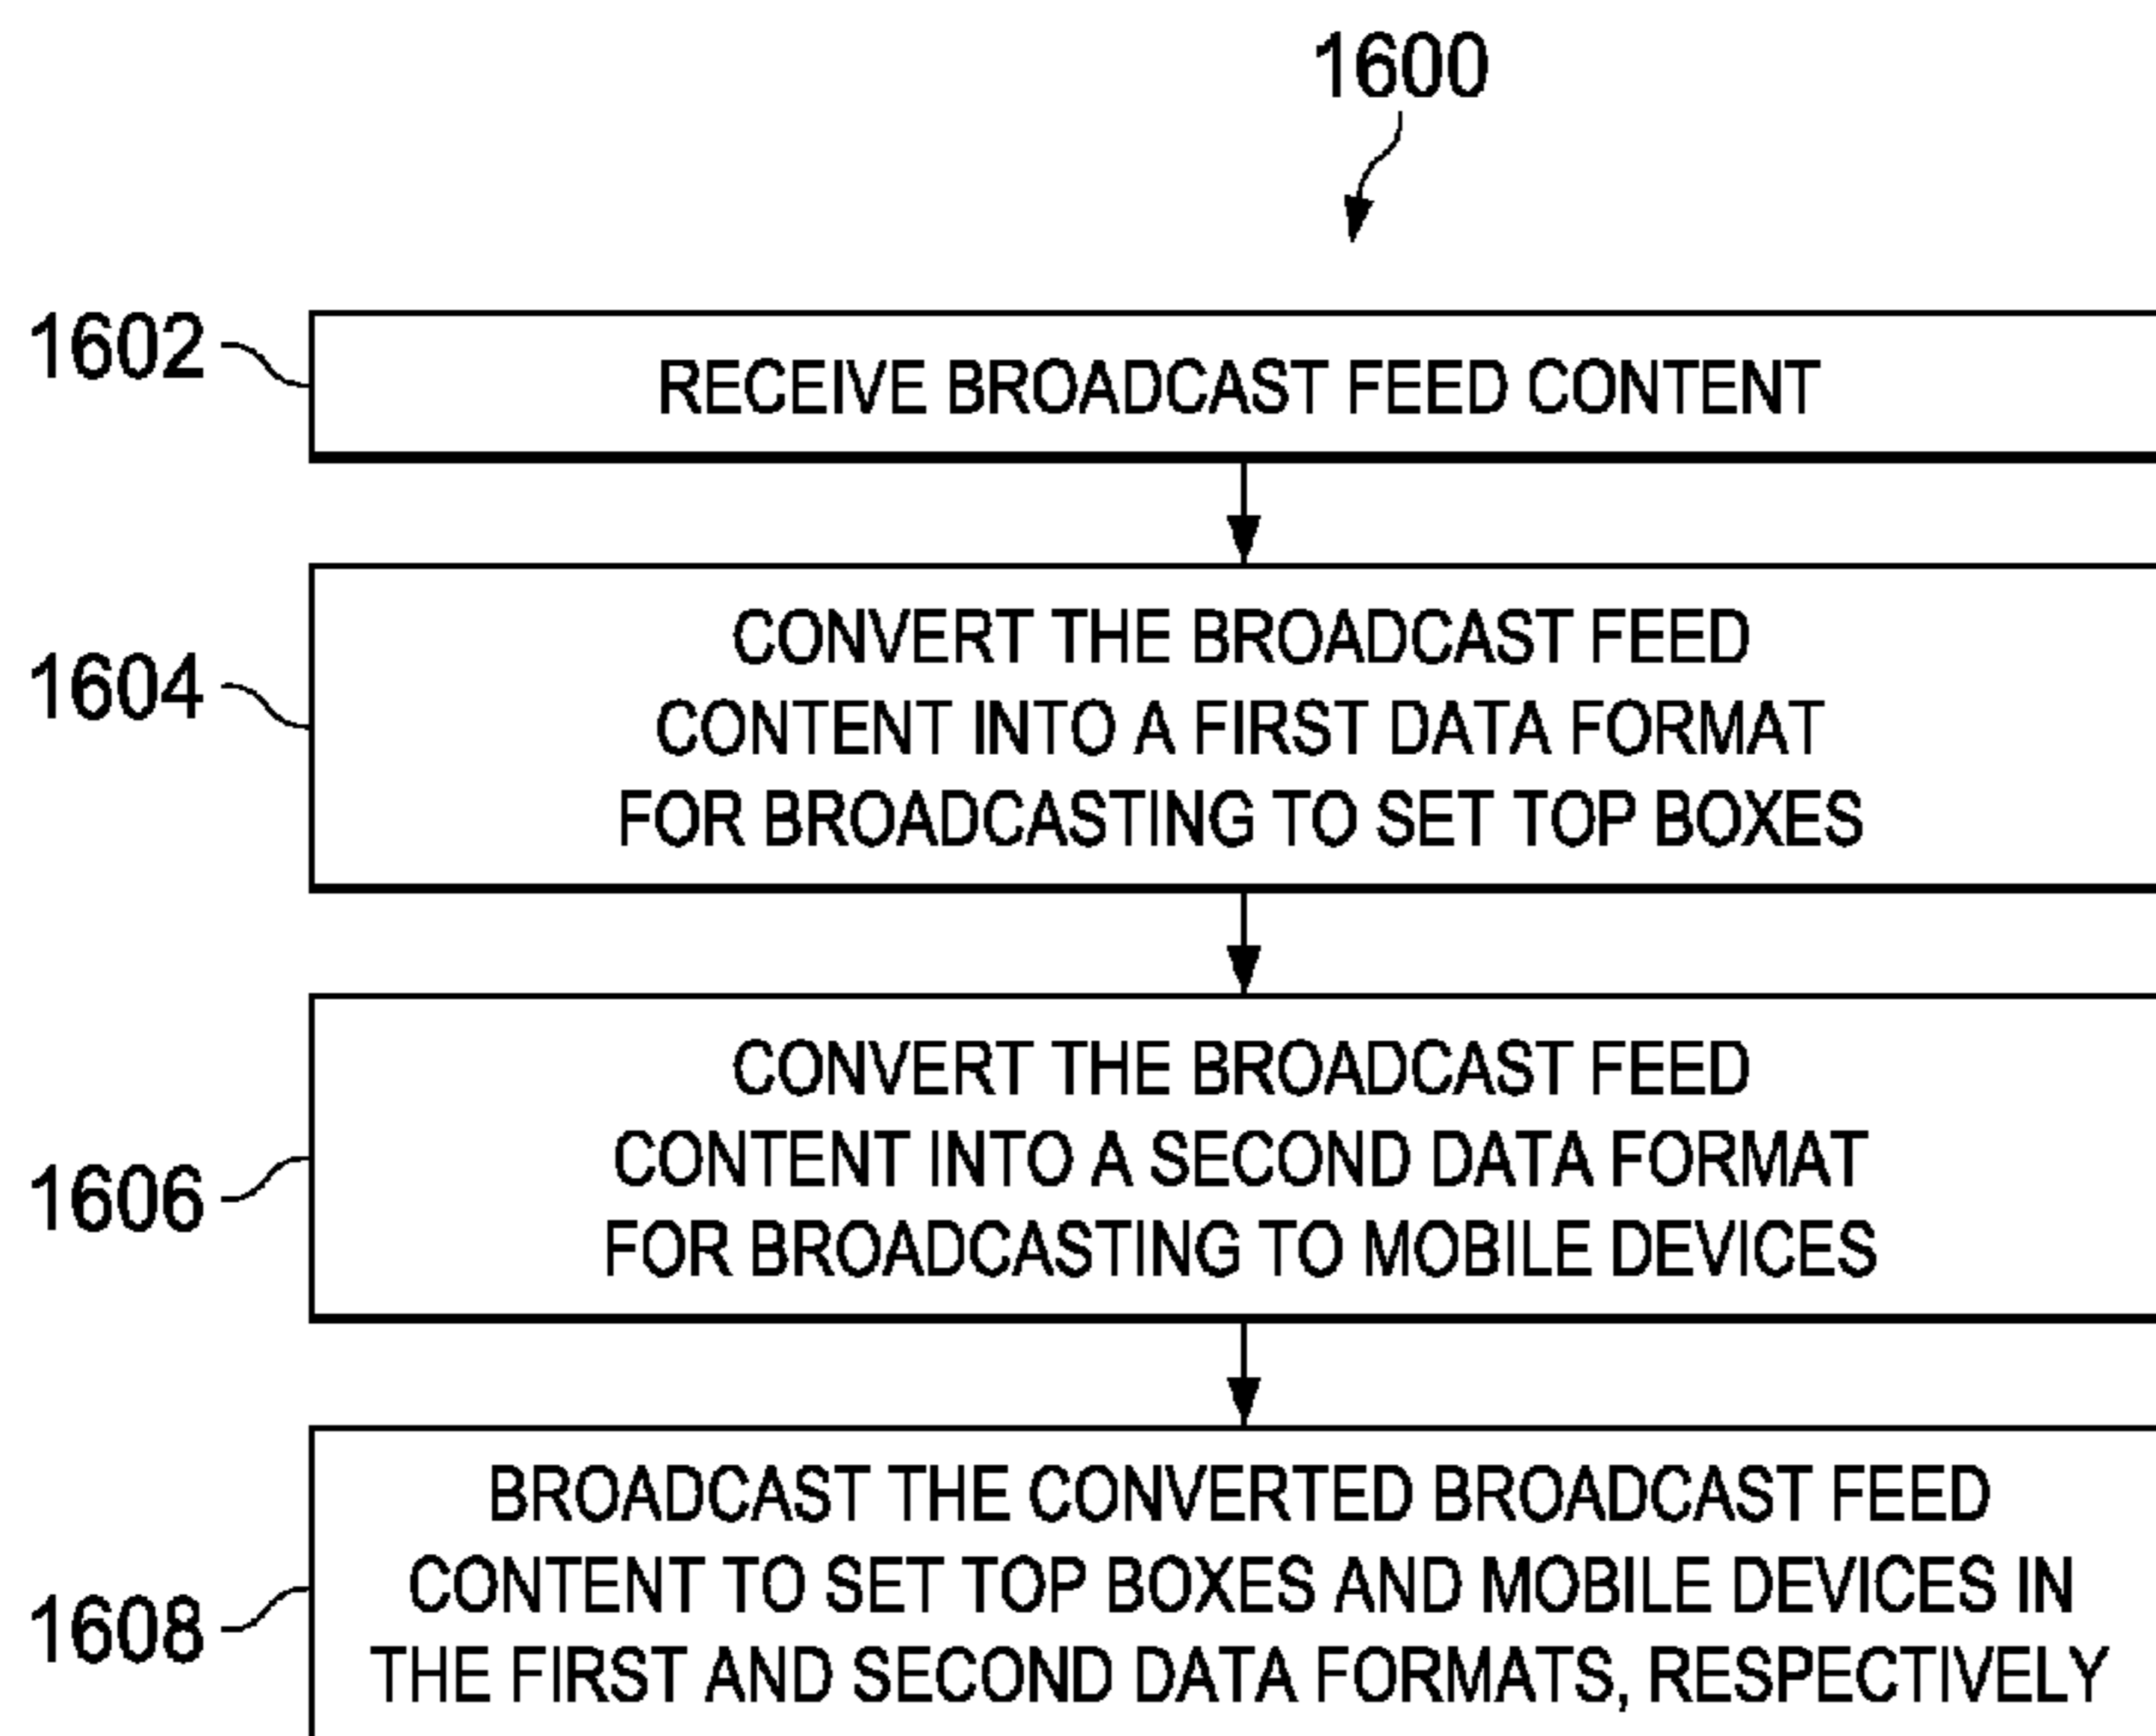 1600
1602
RECEIVE BROADCAST FEED CONTENT
1604
CONVERT THE BROADCAST FEED
CONTENT INTO A FIRST DATA FORMAT
FOR BROADCASTING TO SET TOP BOXES
1606
CONVERT THE BROADCAST FEED
CONTENT INTO A SECOND DATA FORMAT
FOR BROADCASTING TO MOBILE DEVICES
1608
BROADCAST THE CONVERTED BROADCAST FEED
CONTENT TO SET TOP BOXES AND MOBILE DEVICES IN
THE FIRST AND SECOND DATA FORMATS, RESPECTIVELY